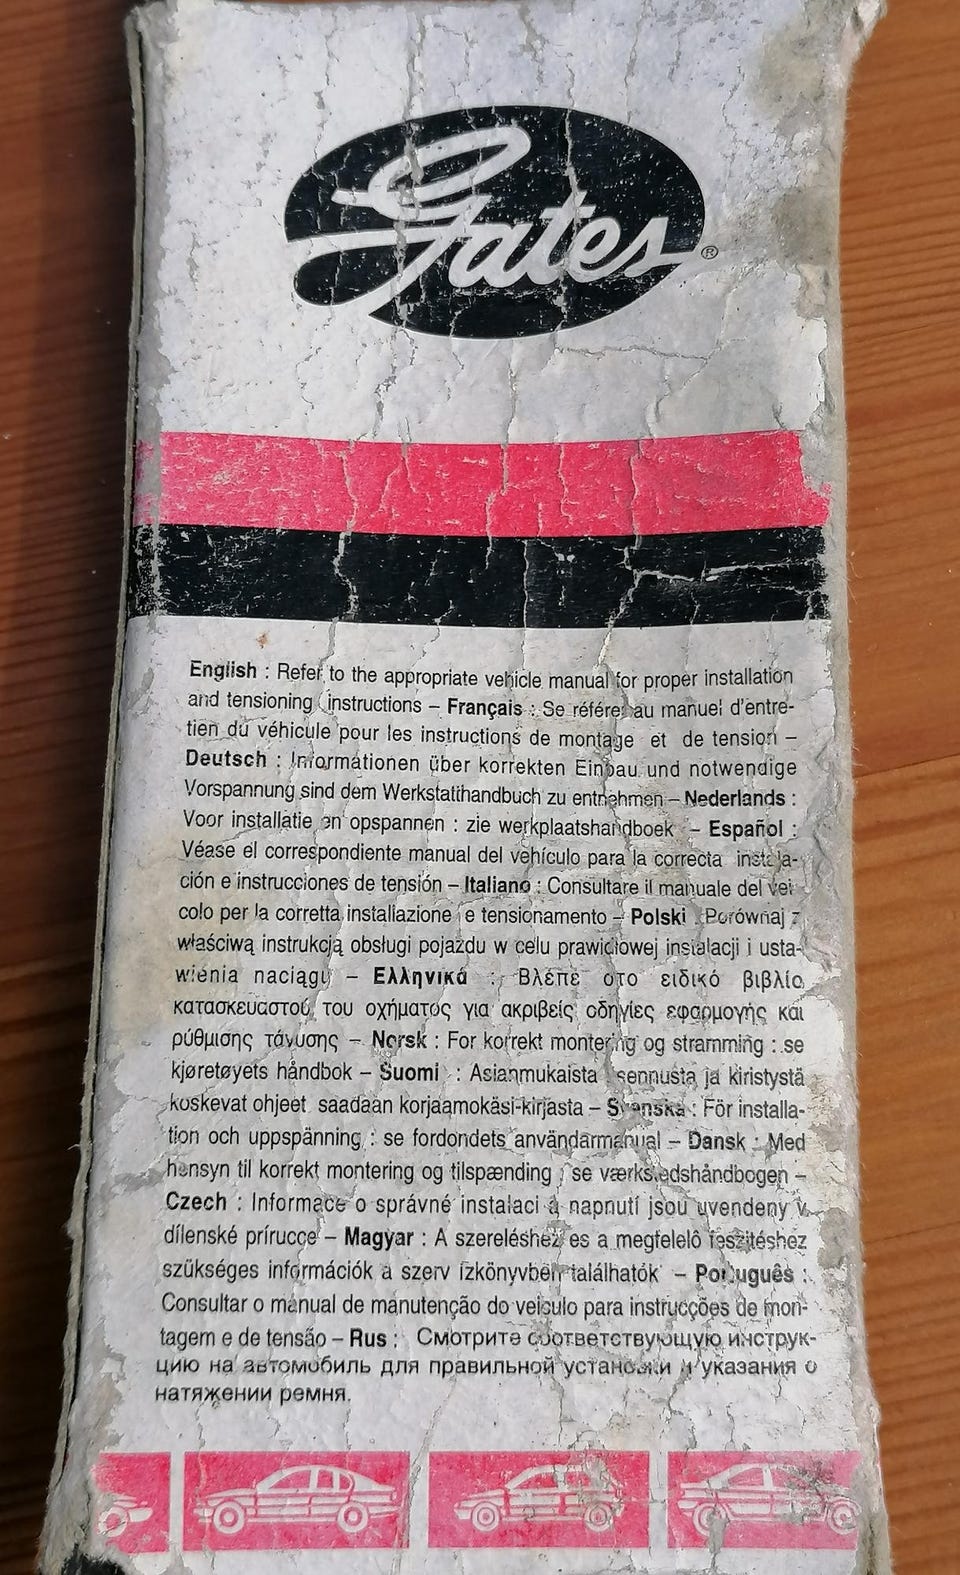 Gates®
English : Refer to the appropriate vehicle manual for proper installation
and tensioning instructions – Français : Se référer au manuel d'entre-
tien du véhicule pour les instructions de montage et de tension –
Deutsch : Informationen über korrekten Einbau und notwendige
Vorspannung sind dem Werkstatthandbuch zu entnehmen – Nederlands :
Voor installatie en opspannen : zie werkplaatshandboek – Español :
Véase el correspondiente manual del vehículo para la correcta instala-
ción e instrucciones de tensión – Italiano : Consultare il manuale del vei
colo per la corretta installazione e tensionamento – Polski : Porównaj z
właściwą instrukcją obsługi pojazdu w celu prawidłowej instalacji i usta-
wienia naciągu – Ελληνικά : Βλέπε στο ειδικό βιβλίο
κατασκευαστού του οχήματος για ακριβείς οδηγίες εφαρμογής και
ρύθμισης τάνυσης – Norsk : For korrekt montering og stramming : se
kjøretøyets håndbok – Suomi : Asianmukaista asennusta ja kiristystä
koskevat ohjeet saadaan korjaamokäsi-kirjasta – Svenska : För installa-
tion och uppspänning : se fordondets användarmanual – Dansk : Med
hensyn til korrekt montering og tilspænding : se værkstedshåndbogen –
Czech : Informace o správné instalaci a napnutí jsou uvendeny v
dílenské prírucce – Magyar : A szereléshez es a megfelelô feszitéshez
szükséges információk a szerv izkönyvben találhatók – Português :
Consultar o manual de manutenção do veiculo para instrucções de mon-
tagem e de tensão – Rus : Смотрите соответствующую инструк-
цию на автомобиль для правильной установки и указания о
натяжении ремня.